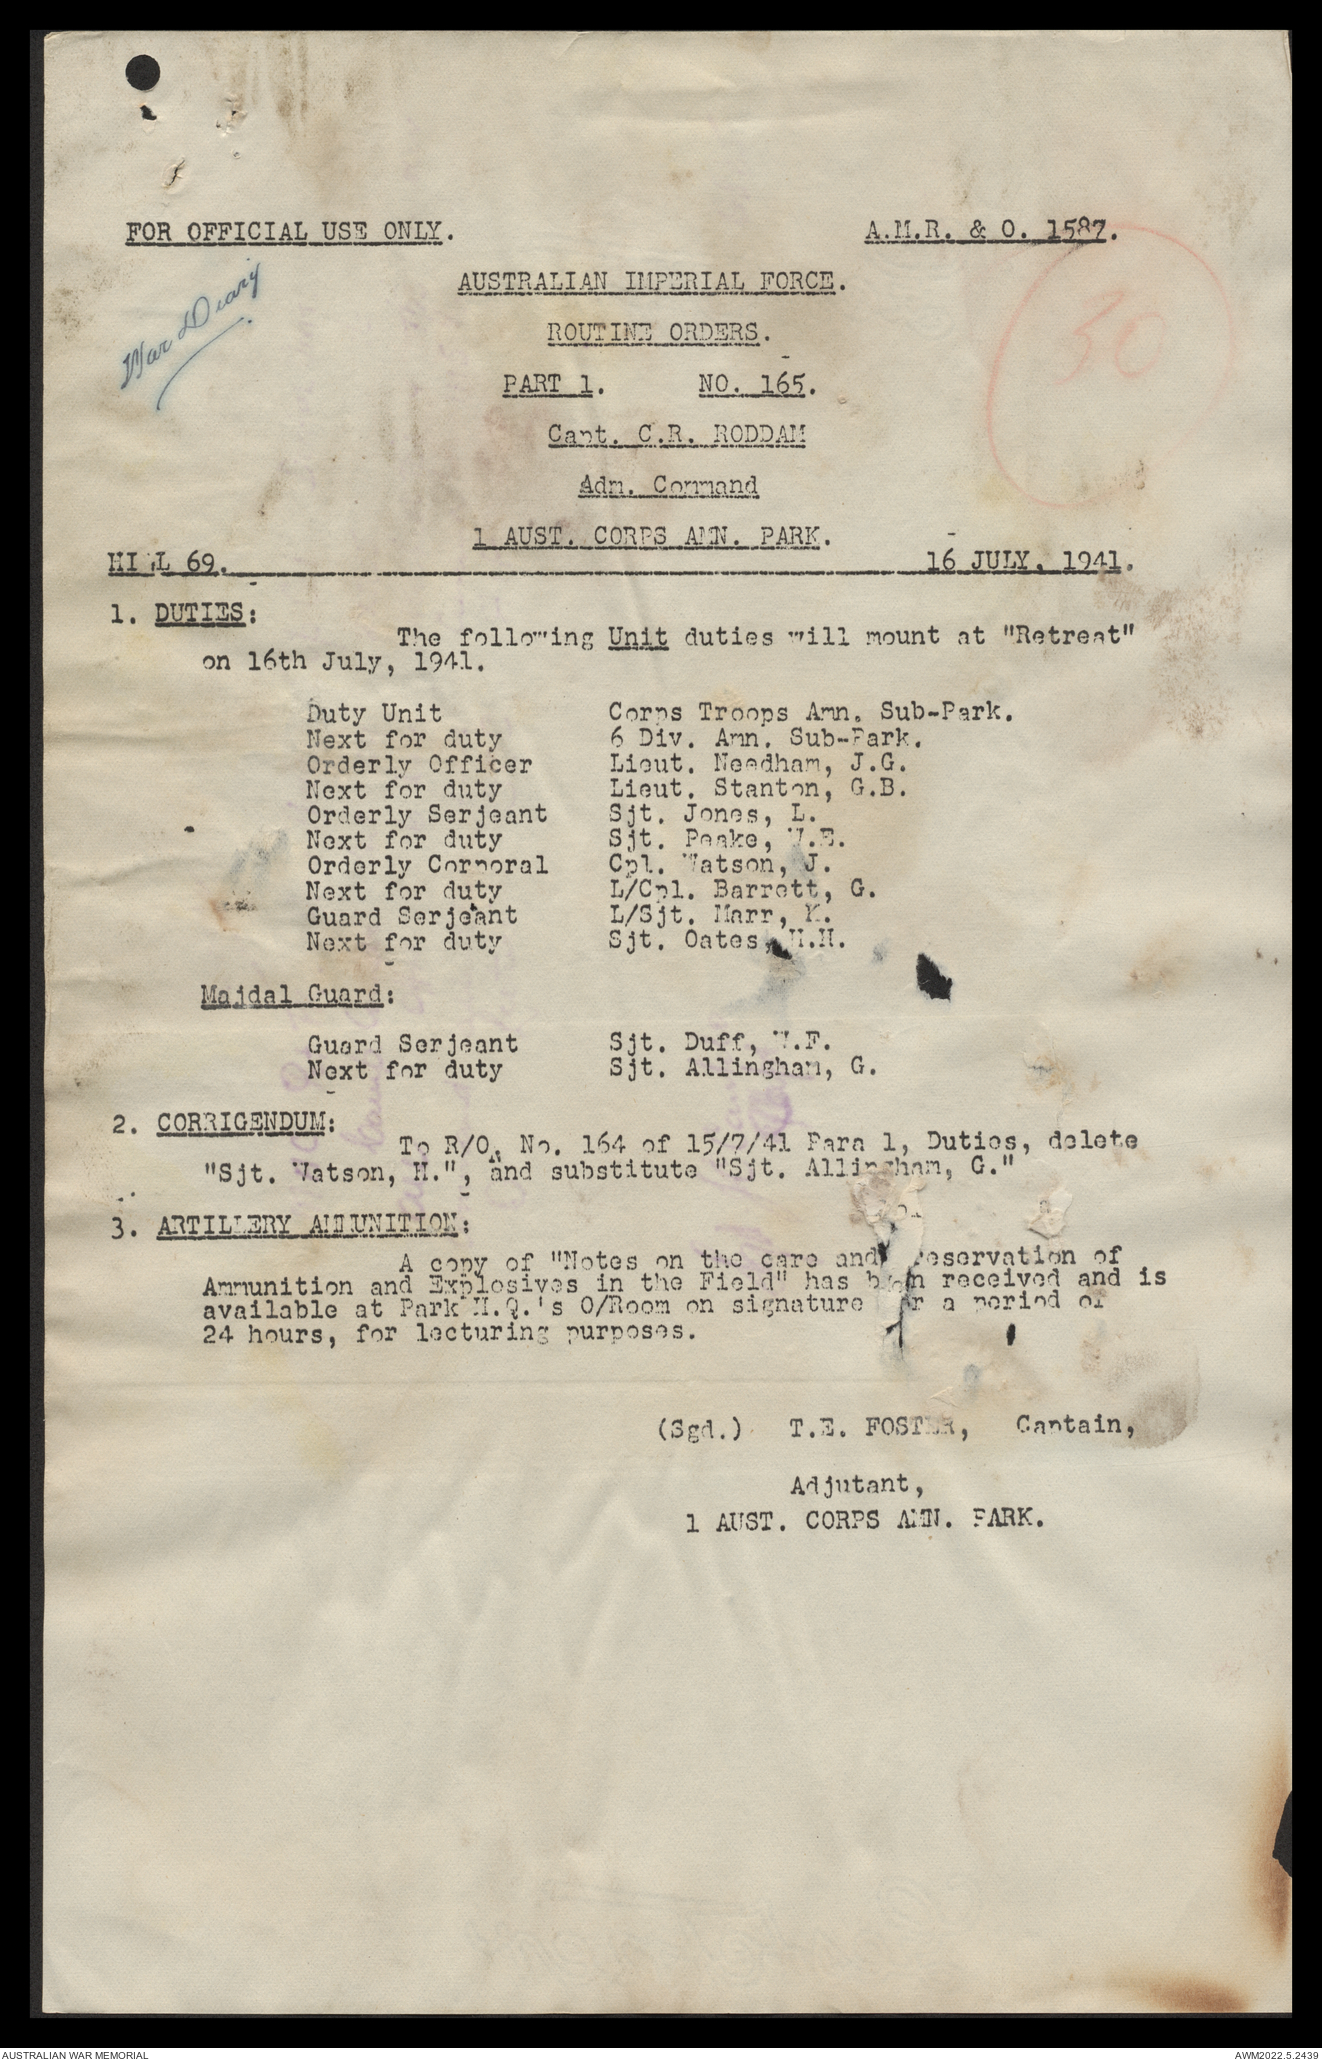 FOR OFFICIAL USE ONLY.
A.M.R. & O. 1587.
War Diary
50
AUSTRALIAN IMPERIAL FORCE.
ROUTINE ORDERS.
PART 1. NO. 165.
Capt. C.R. RODDAM
Adm. Command
1 AUST. CORPS AMN. PARK.
HILL 69. 16 JULY, 1941.
1. DUTIES:
The following Unit duties will mount at "Retreat"
on 16th July, 1941.
Duty Unit Corps Troops Amn. Sub-Park.
Next for duty 6 Div. Amn. Sub-Park.
Orderly Officer Lieut. Needham, J.G.
Next for duty Lieut. Stanton, G.B.
Orderly Serjeant Sjt. Jones, L.
Next for duty Sjt. Peake, W.E.
Orderly Corporal Cpl. Watson, J.
Next for duty L/Cpl. Barrett, G.
Guard Serjeant L/Sjt. Marr, K.
Next for duty Sjt. Oates, H.H.
Majdal Guard:
Guard Serjeant Sjt. Duff, W.F.
Next for duty Sjt. Allingham, G.
2. CORRIGENDUM:
To R/O, No. 164 of 15/7/41 Para 1, Duties, delete
"Sjt. Watson, H.", and substitute "Sjt. Allingham, G."
3. ARTILLERY AMMUNITION:
A copy of "Notes on the care and preservation of
Ammunition and Explosives in the Field" has been received and is
available at Park H.Q.'s O/Room on signature for a period of
24 hours, for lecturing purposes.
(Sgd.) T.E. FOSTER, Captain,
Adjutant,
1 AUST. CORPS AMN. PARK.
AUSTRALIAN WAR MEMORIAL
AWM2022.5.2439